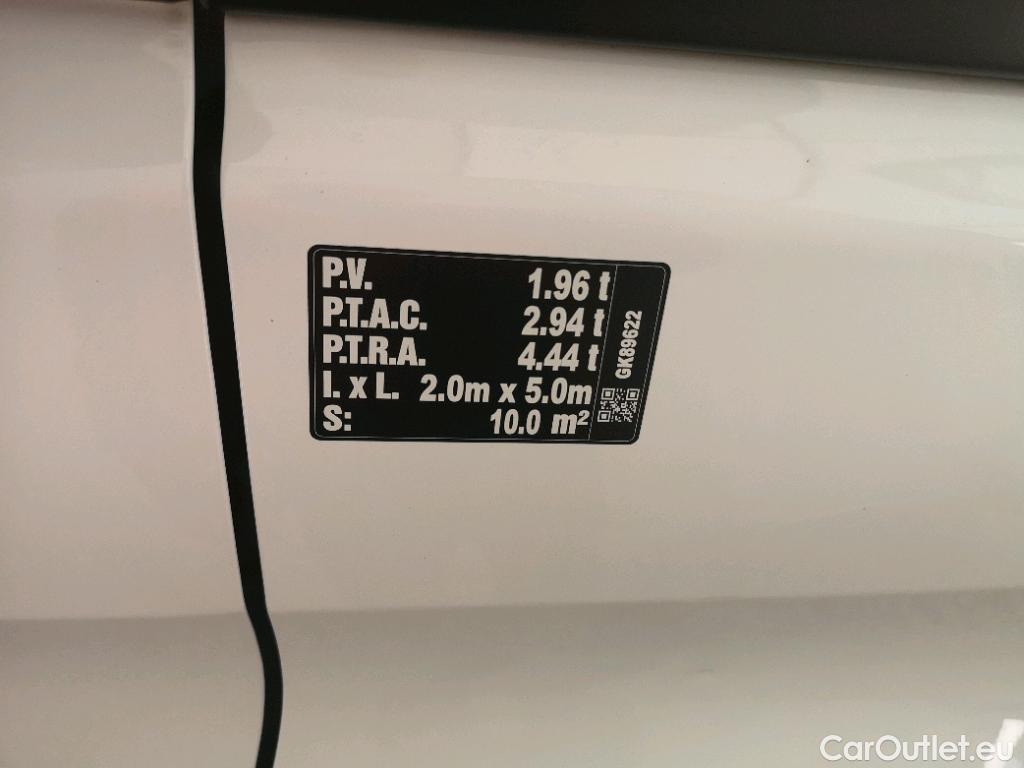 P.V. 1.96 t
P.T.A.C. 2.94 t
P.T.R.A. 4.44 t
I. x L. 2.0m x 5.0m
S: 10.0 m²
GK89622
CarOutlet.eu